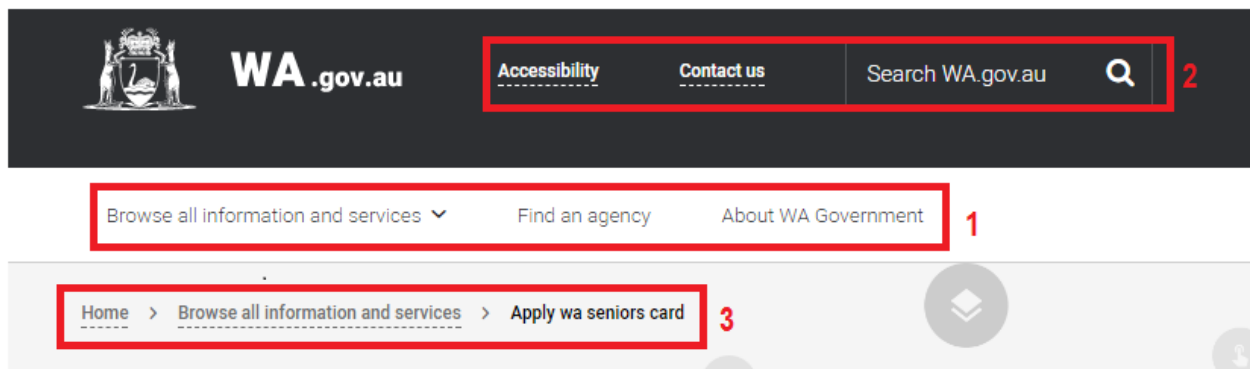 WA.gov.au Accessibility Contact us Search WA.gov.au 2
Browse all information and services Find an agency About WA Government 1
Home > Browse all information and services > Apply wa seniors card 3